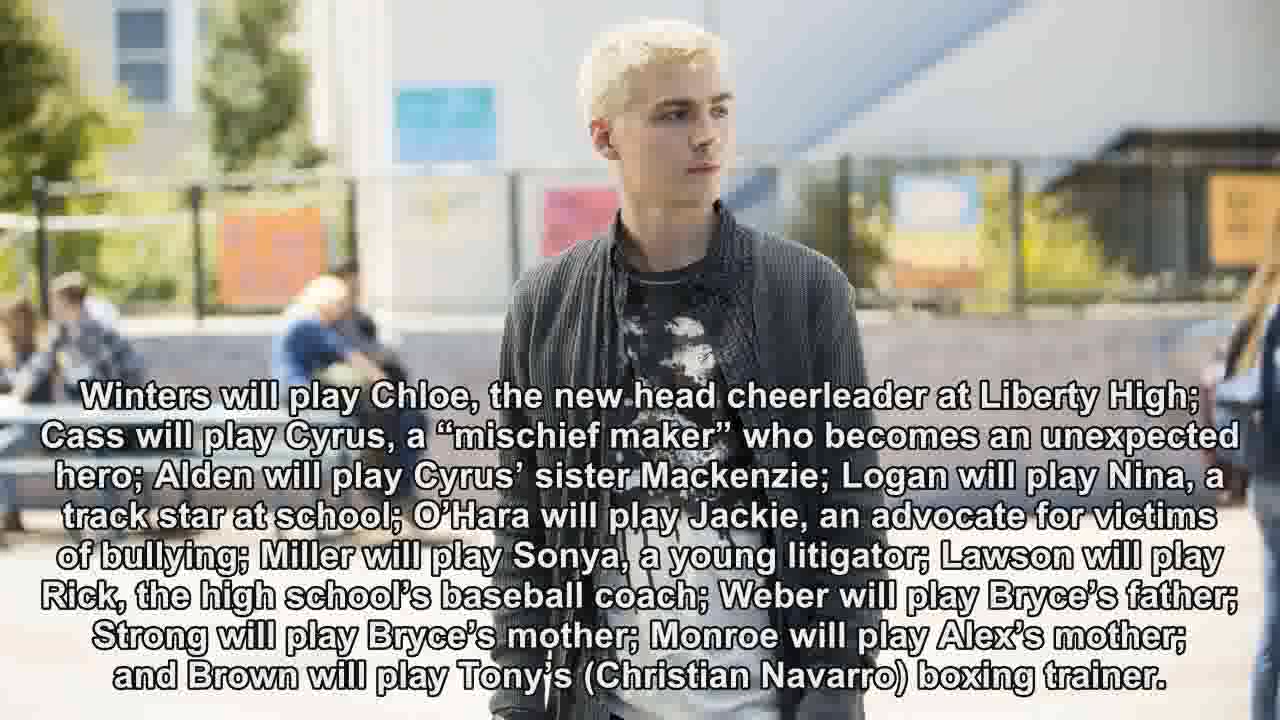 Winters will play Chloe, the new head cheerleader at Liberty High;
Cass will play Cyrus, a “mischief maker” who becomes an unexpected
hero; Alden will play Cyrus’ sister Mackenzie; Logan will play Nina, a
track star at school; O’Hara will play Jackie, an advocate for victims
of bullying; Miller will play Sonya, a young litigator; Lawson will play
Rick, the high school’s baseball coach; Weber will play Bryce’s father;
Strong will play Bryce’s mother; Monroe will play Alex’s mother;
and Brown will play Tony’s (Christian Navarro) boxing trainer.